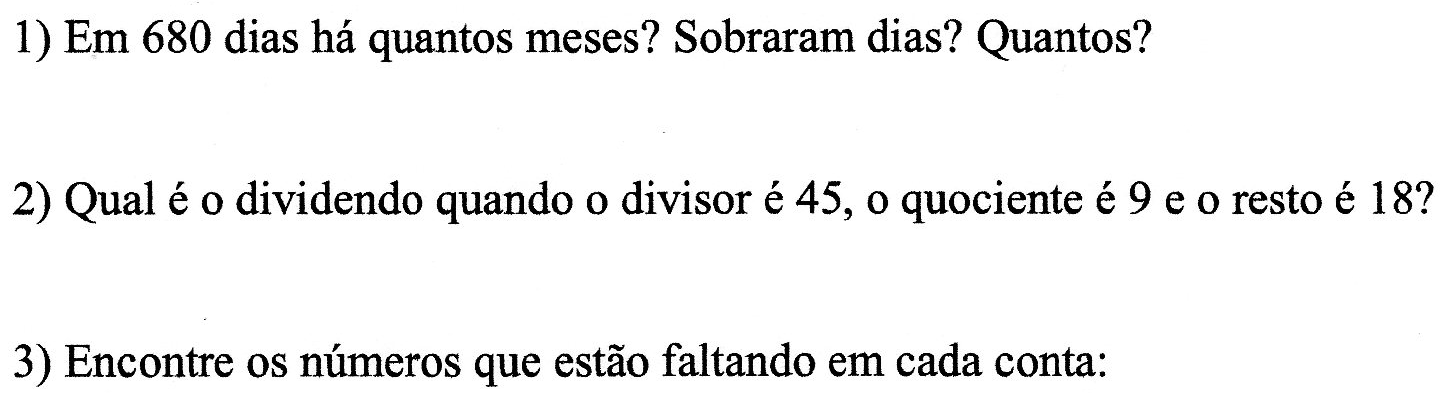 1) Em 680 dias há quantos meses? Sobraram dias? Quantos?
2) Qual é o dividendo quando o divisor é 45, o quociente é 9 e o resto é 18?
3) Encontre os números que estão faltando em cada conta: